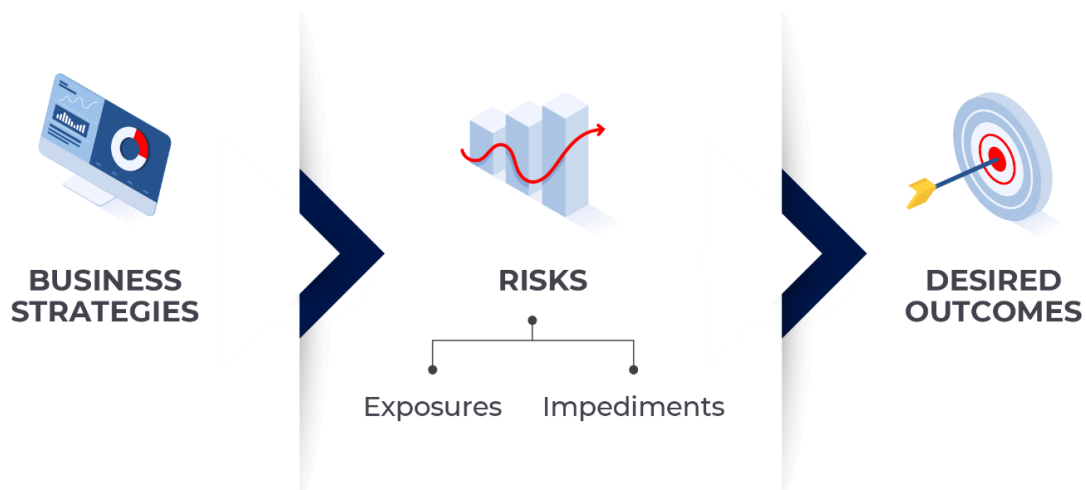 BUSINESS
STRATEGIES
RISKS
Exposures
Impediments
DESIRED
OUTCOMES